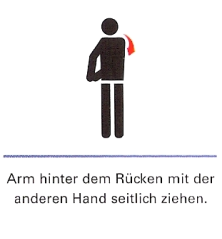 Arm hinter dem Rücken mit der
anderen Hand seitlich ziehen.